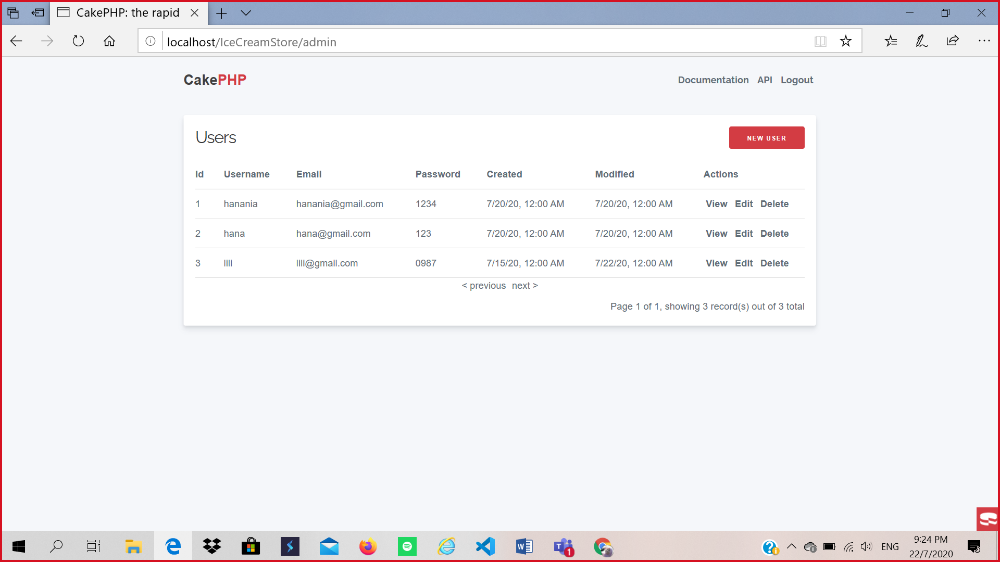 CakePHP: the rapid
localhost/IceCreamStore/admin
CakePHP
Documentation API Logout
Users
NEW USER
Id Username Email Password Created Modified Actions
1 hanania hanania@gmail.com 1234 7/20/20, 12:00 AM 7/20/20, 12:00 AM View Edit Delete
2 hana hana@gmail.com 123 7/20/20, 12:00 AM 7/20/20, 12:00 AM View Edit Delete
3 lili lili@gmail.com 0987 7/15/20, 12:00 AM 7/22/20, 12:00 AM View Edit Delete
< previous next >
Page 1 of 1, showing 3 record(s) out of 3 total
ENG
9:24 PM
22/7/2020
1